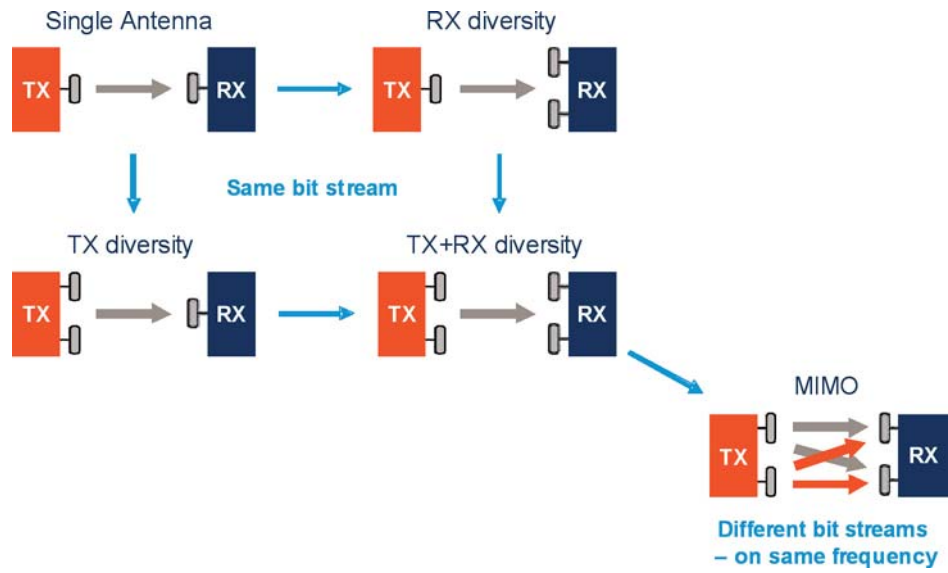 Single Antenna
RX diversity
TX
RX
TX
RX
Same bit stream
TX diversity
TX+RX diversity
TX
RX
TX
RX
MIMO
TX
RX
Different bit streams
– on same frequency